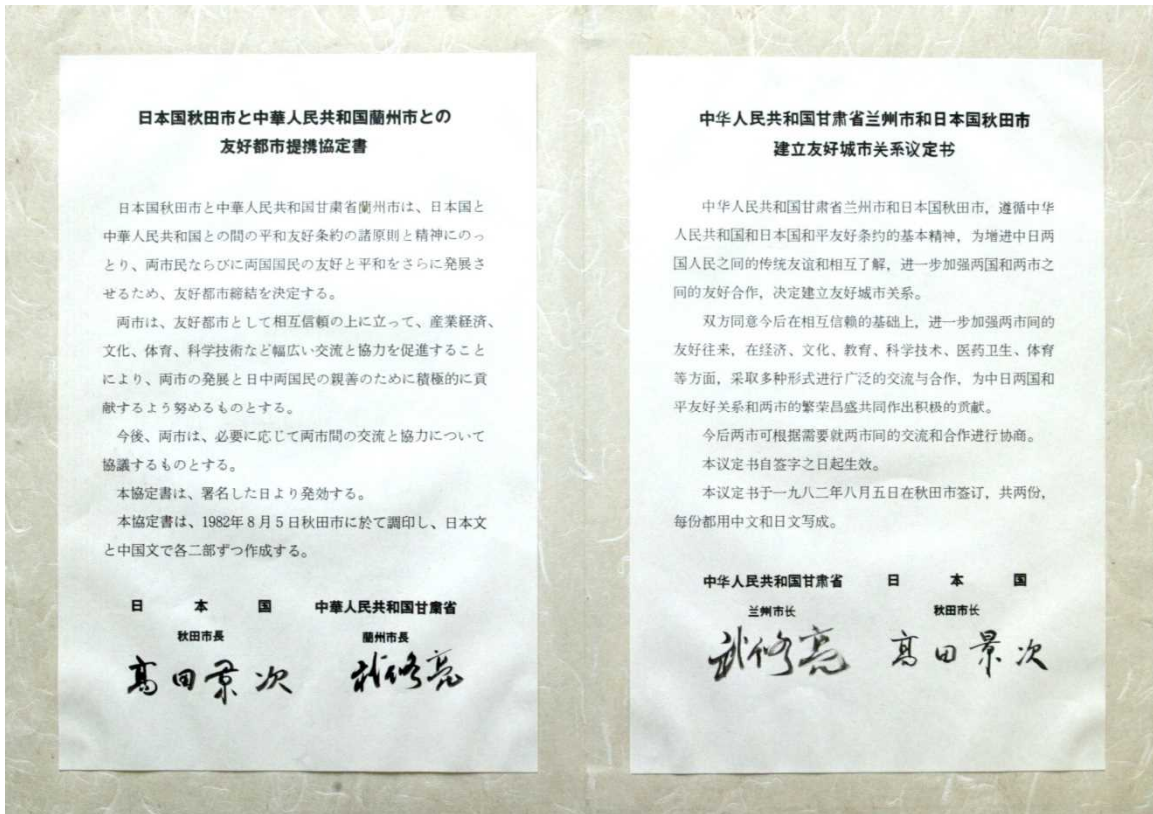 日本国秋田市と中華人民共和国蘭州市との
友好都市提携協定書
日本国秋田市と中華人民共和国甘粛省蘭州市は、日本国と
中華人民共和国との間の平和友好条約の諸原則と精神にのっ
とり、両市民ならびに両国国民の友好と平和をさらに発展さ
せるため、友好都市締結を決定する。
両市は、友好都市として相互信頼の上に立って、産業経済、
文化、体育、科学技術など幅広い交流と協力を促進すること
により、両市の発展と日中両国民の親善のために積極的に貢
献するよう努めるものとする。
今後、両市は、必要に応じて両市間の交流と協力について
協議するものとする。
本協定書は、署名した日より発効する。
本協定書は、1982年8月5日秋田市に於て調印し、日本文
と中国文で各二部ずつ作成する。
日本国 中華人民共和国甘粛省
秋田市長 蘭州市長
高田景次 武修亮
中华人民共和国甘肃省兰州市和日本国秋田市
建立友好城市关系议定书
中华人民共和国甘肃省兰州市和日本国秋田市，遵循中华
人民共和国和日本国和平友好条约的基本精神，为增进中日两
国人民之间的传统友谊和相互了解，进一步加强两国和两市之
间的友好合作，决定建立友好城市关系。
双方同意今后在相互信赖的基础上，进一步加强两市间的
友好往来，在经济、文化、教育、科学技术、医药卫生、体育
等方面，采取多种形式进行广泛的交流与合作，为中日两国和
平友好关系和两市的繁荣昌盛共同作出积极的贡献。
今后两市可根据需要就两市间的交流和合作进行协商。
本议定书自签字之日起生效。
本议定书于一九八二年八月五日在秋田市签订，共两份，
每份都用中文和日文写成。
中华人民共和国甘肃省 日本国
兰州市长 秋田市长
武修亮 高田景次